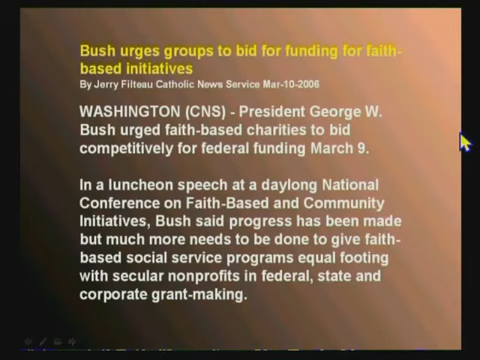 Bush urges groups to bid for funding for faith-
based initiatives
By Jerry Filteau Catholic News Service Mar-10-2006
WASHINGTON (CNS) - President George W.
Bush urged faith-based charities to bid
competitively for federal funding March 9.
In a luncheon speech at a daylong National
Conference on Faith-Based and Community
Initiatives, Bush said progress has been made
but much more needs to be done to give faith-
based social service programs equal footing
with secular nonprofits in federal, state and
corporate grant-making.